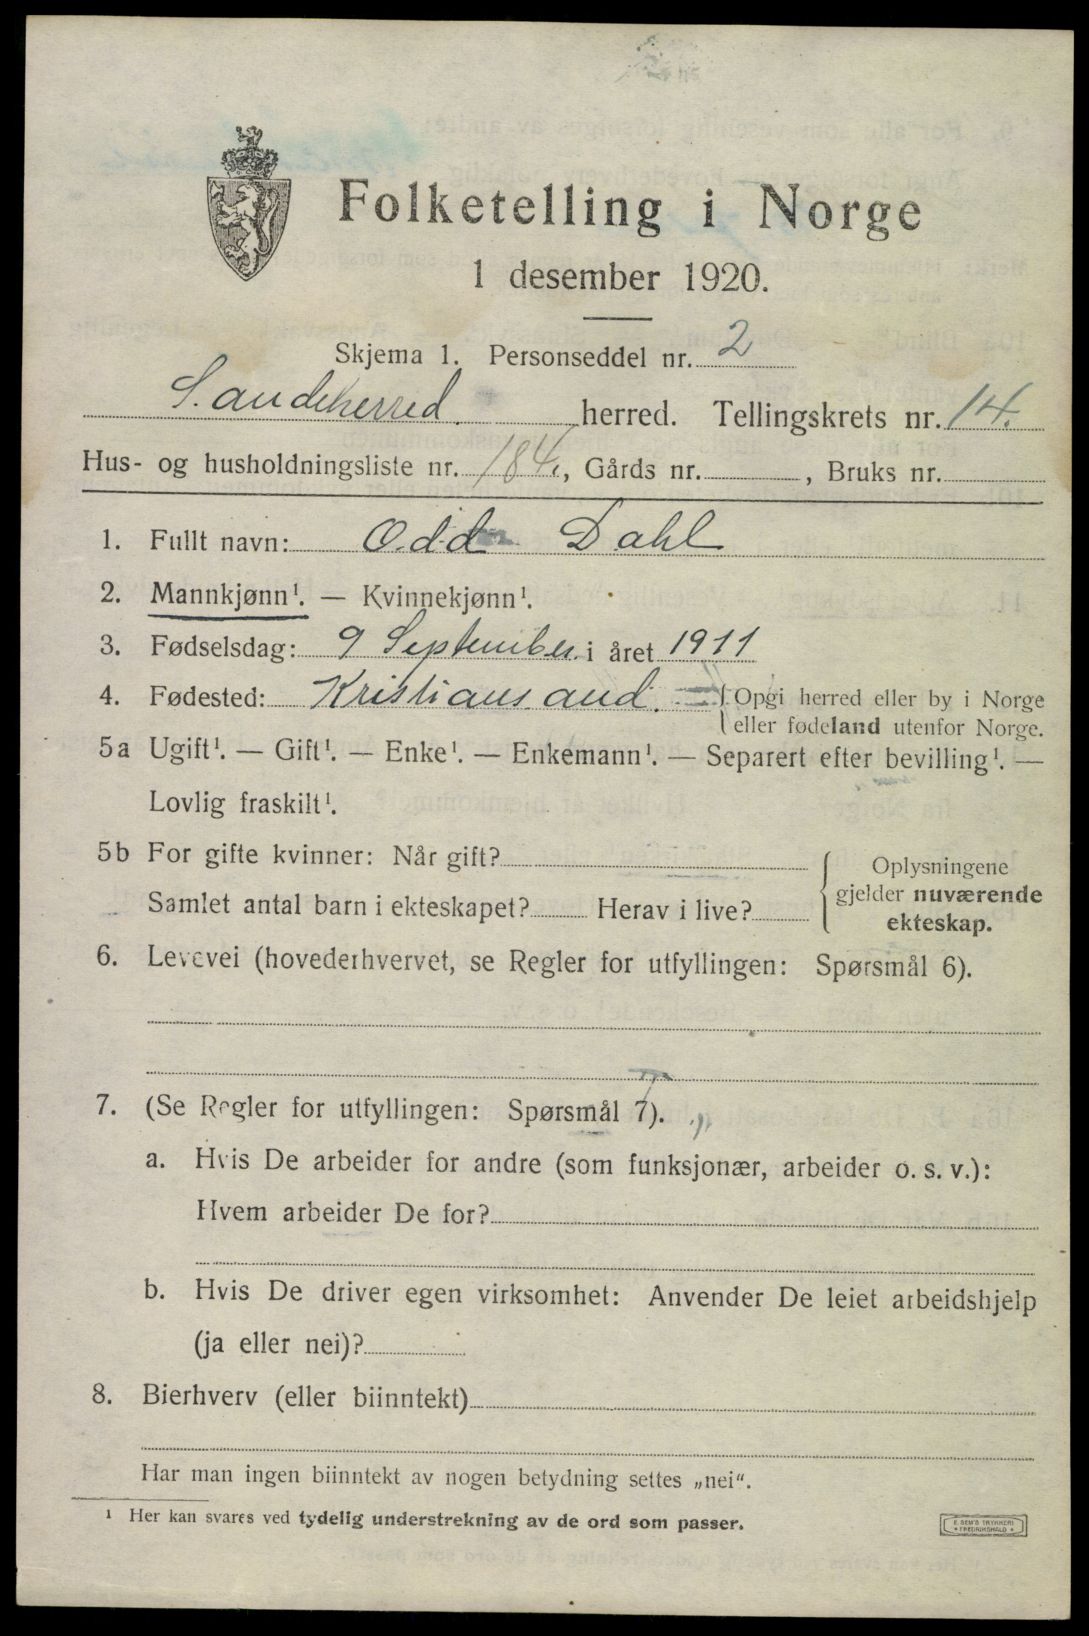 Folketelling i Norge
1 desember 1920.
Skjema 1. Personseddel nr. 2
Sandeherred herred. Tellingskrets nr. 14.
Hus- og husholdningsliste nr. 184., Gårds nr. , Bruks nr.
1. Fullt navn: Odd Dahl
2. Mannkjønn¹. — Kvinnekjønn¹.
3. Fødselsdag: 9 September i året 1911
4. Fødested: Kristiansand. { Opgi herred eller by i Norge
eller fødeland utenfor Norge.
5a Ugift¹. — Gift¹. — Enke¹. — Enkemann¹. — Separert efter bevilling¹. —
Lovlig fraskilt¹.
5b For gifte kvinner: Når gift?
Samlet antal barn i ekteskapet? Herav i live?
{ Oplysningene
gjelder nuværende
ekteskap.
6. Levevei (hovederhvervet, se Regler for utfyllingen: Spørsmål 6).
7. (Se Regler for utfyllingen: Spørsmål 7).
a. Hvis De arbeider for andre (som funksjonær, arbeider o. s. v.):
Hvem arbeider De for?
b. Hvis De driver egen virksomhet: Anvender De leiet arbeidshjelp
(ja eller nei)?
8. Bierhverv (eller biinntekt)
Har man ingen biinntekt av nogen betydning settes „nei“.
¹ Her kan svares ved tydelig understrekning av de ord som passer.
E. SEM'S TRYKKERI
• FREDRIKSHALD •